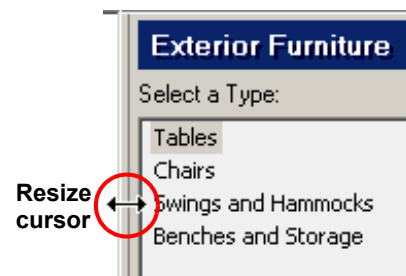 Exterior Furniture
Select a Type:
Tables
Chairs
Swings and Hammocks
Benches and Storage
Resize
cursor